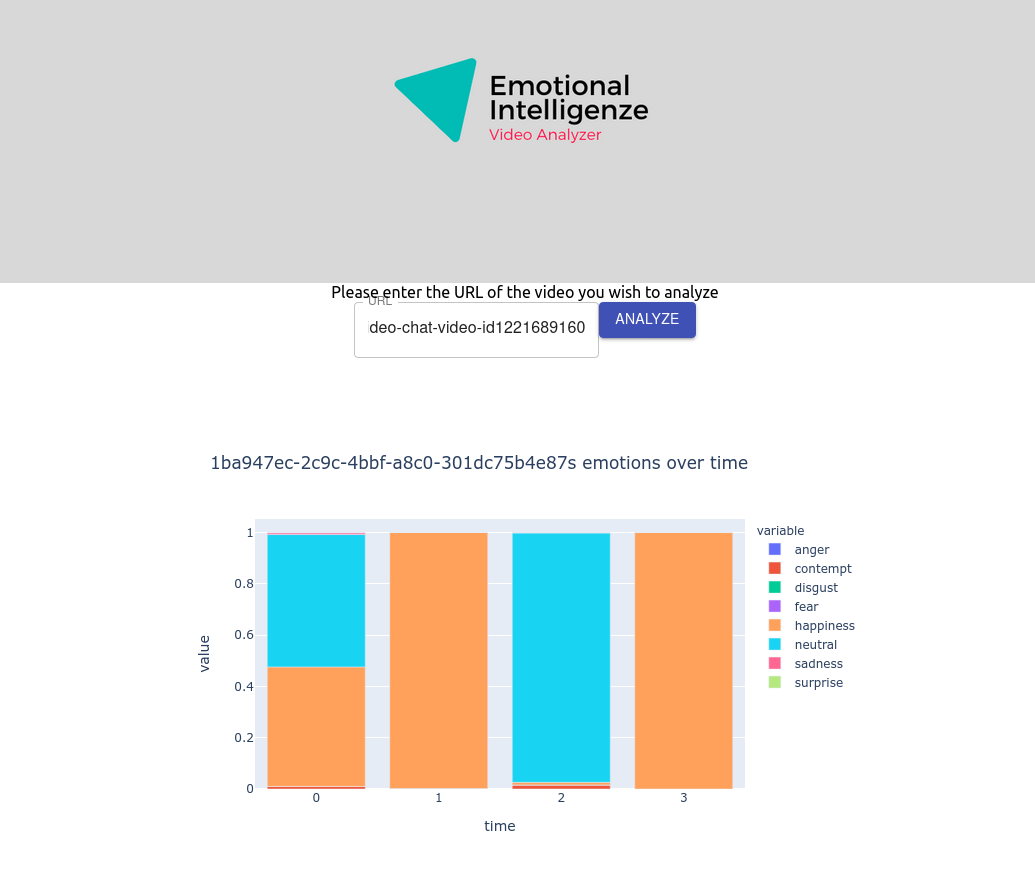 Emotional
Intelligenze
Video Analyzer
Please enter the URL of the video you wish to analyze
URL
deo-chat-video-id1221689160
ANALYZE
1ba947ec-2c9c-4bbf-a8c0-301dc75b4e87s emotions over time
variable
anger
contempt
disgust
fear
happiness
neutral
sadness
surprise
value
1
0.8
0.6
0.4
0.2
0
0 1 2 3
time